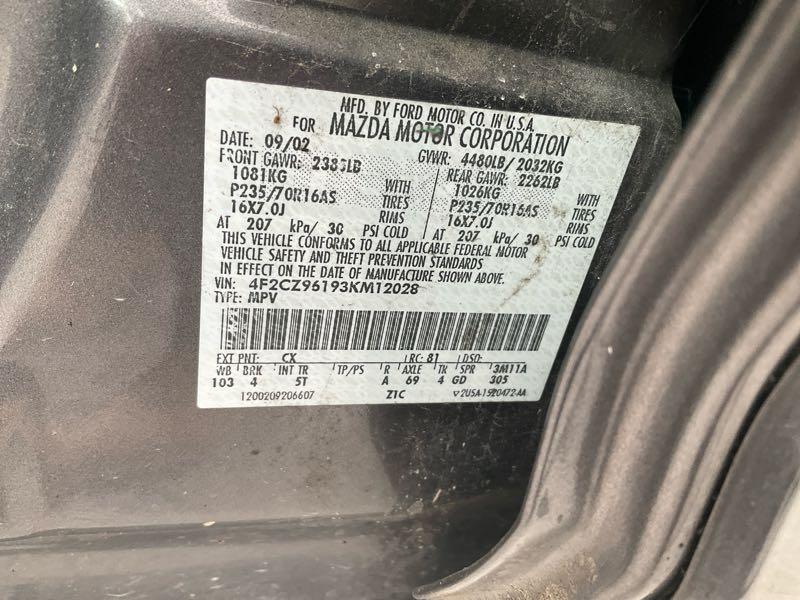 MFD. BY FORD MOTOR CO. IN U.S.A.
FOR MAZDA MOTOR CORPORATION
DATE: 09/02 GVWR: 4480LB/ 2032KG
FRONT GAWR: 2383LB REAR GAWR: 2262LB
1081KG WITH 1026KG WITH
P235/70R16AS TIRES P235/70R16AS TIRES
16X7.0J RIMS 16X7.0J RIMS
AT 207 kPa/ 30 PSI COLD AT 207 kPa/ 30 PSI COLD
THIS VEHICLE CONFORMS TO ALL APPLICABLE FEDERAL MOTOR
VEHICLE SAFETY AND THEFT PREVENTION STANDARDS
IN EFFECT ON THE DATE OF MANUFACTURE SHOWN ABOVE.
VIN: 4F2CZ96193KM12028
TYPE: MPV
EXT PNT: CX RC: 81 DSO:
WB BRK INT TR TP/PS R AXLE TR SPR 3M11A
103 4 5T A 69 4 GD 305
1200209206607 Z1C ▽2U5A-1520472-AA